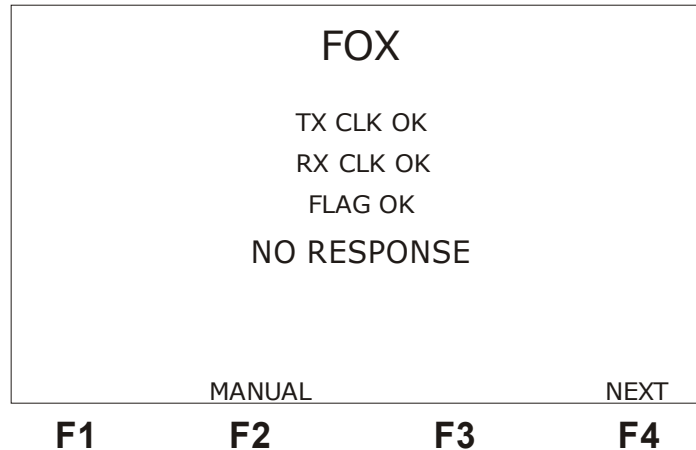 FOX
TX CLK OK
RX CLK OK
FLAG OK
NO RESPONSE
MANUAL NEXT
F1 F2 F3 F4